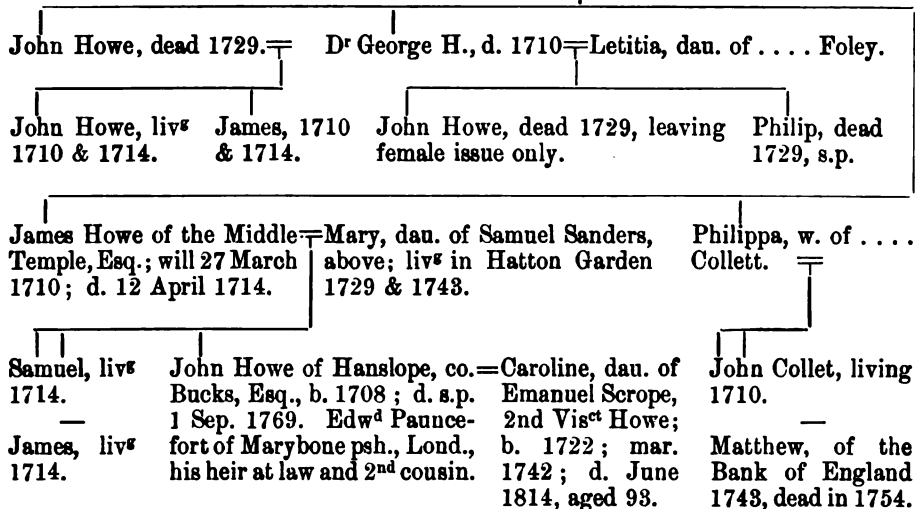 John Howe, dead 1729.
Dʳ George H., d. 1710=Letitia, dau. of . . . . Foley.
John Howe, livᵍ
1710 & 1714.
James, 1710
& 1714.
John Howe, dead 1729, leaving
female issue only.
Philip, dead
1729, s.p.
James Howe of the Middle
Temple, Esq.; will 27 March
1710; d. 12 April 1714.
=Mary, dau. of Samuel Sanders,
above; livᵍ in Hatton Garden
1729 & 1743.
Philippa, w. of . . . .
Collett.
Samuel, livᵍ
1714.
—
James, livᵍ
1714.
John Howe of Hanslope, co.
Bucks, Esq., b. 1708; d. s.p.
1 Sep. 1769. Edwᵈ Paunce-
fort of Marybone psh., Lond.,
his heir at law and 2ⁿᵈ cousin.
=Caroline, dau. of
Emanuel Scrope,
2nd Visᶜᵗ Howe;
b. 1722; mar.
1742; d. June
1814, aged 93.
John Collet, living
1710.
—
Matthew, of the
Bank of England
1743, dead in 1754.